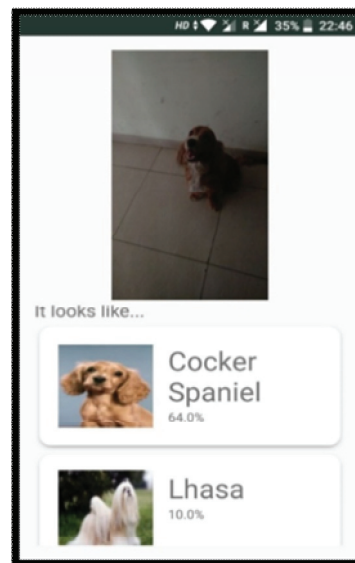 HD R 35% 22:46
It looks like...
Cocker
Spaniel
64.0%
Lhasa
10.0%